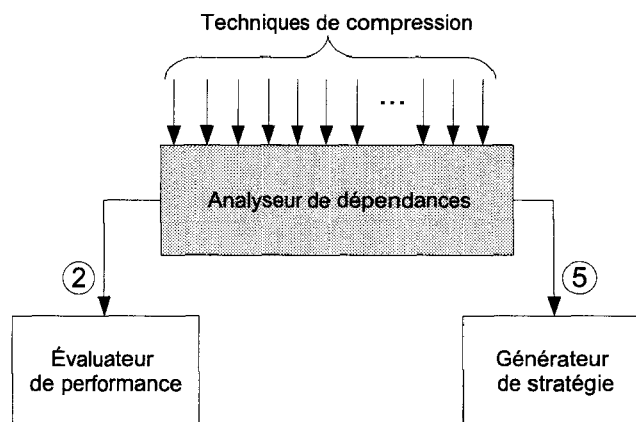 Techniques de compression
...
Analyseur de dépendances
2
5
Évaluateur
de performance
Générateur
de stratégie